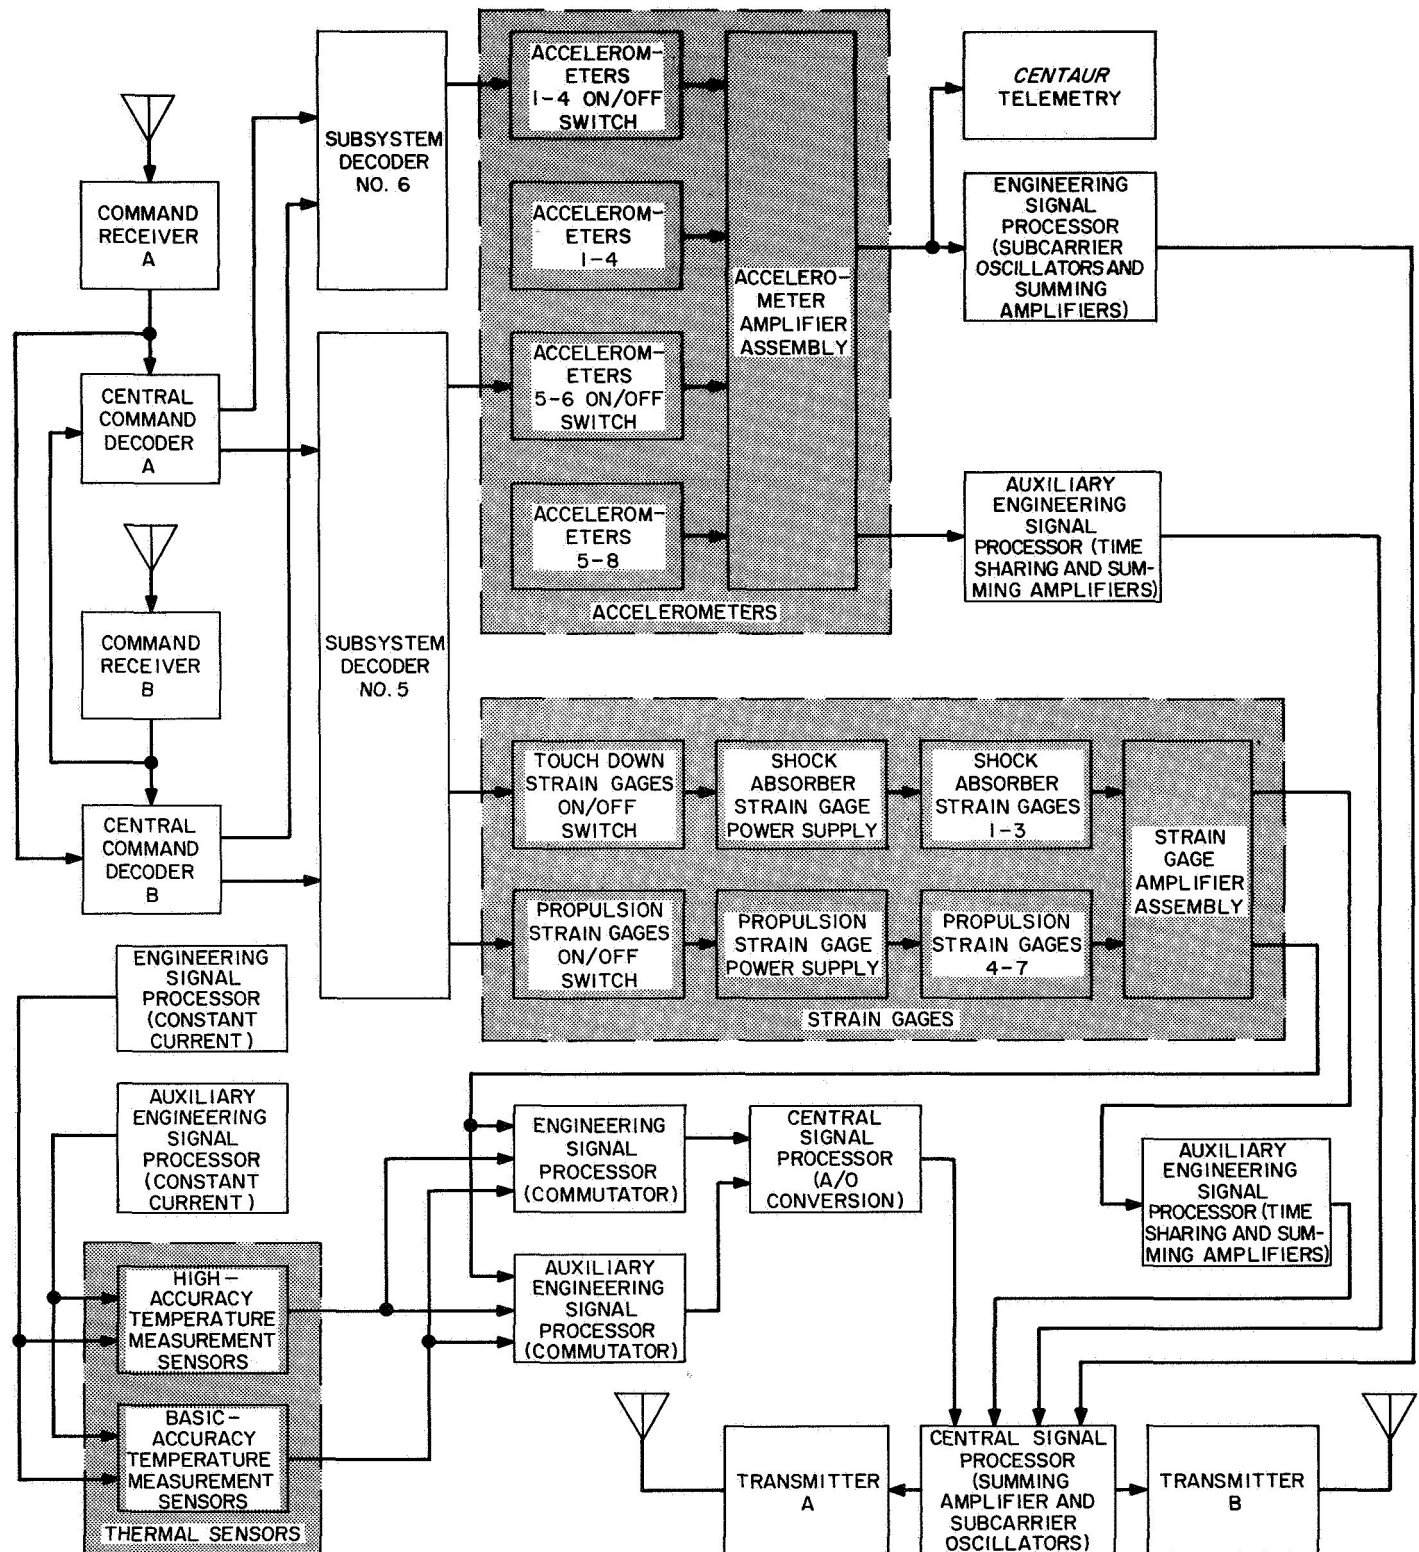 ACCELEROM-
ETERS
1-4 ON/OFF
SWITCH
CENTAUR
TELEMETRY
SUBSYSTEM
DECODER
NO. 6
COMMAND
RECEIVER
A
ACCELEROM-
ETERS
1-4
ENGINEERING
SIGNAL
PROCESSOR
(SUBCARRIER
OSCILLATORS AND
SUMMING
AMPLIFIERS)
ACCELERO-
METER
AMPLIFIER
ASSEMBLY
ACCELEROM-
ETERS
5-6 ON/OFF
SWITCH
CENTRAL
COMMAND
DECODER
A
ACCELEROM-
ETERS
5-8
AUXILIARY
ENGINEERING
SIGNAL
PROCESSOR (TIME
SHARING AND SUM-
MING AMPLIFIERS)
ACCELEROMETERS
COMMAND
RECEIVER
B
SUBSYSTEM
DECODER
NO. 5
TOUCH DOWN
STRAIN GAGES
ON/OFF
SWITCH
SHOCK
ABSORBER
STRAIN GAGE
POWER SUPPLY
SHOCK
ABSORBER
STRAIN GAGES
1-3
CENTRAL
COMMAND
DECODER
B
STRAIN
GAGE
AMPLIFIER
ASSEMBLY
PROPULSION
STRAIN GAGES
ON/OFF
SWITCH
PROPULSION
STRAIN GAGE
POWER SUPPLY
PROPULSION
STRAIN GAGES
4-7
STRAIN GAGES
ENGINEERING
SIGNAL
PROCESSOR
(CONSTANT
CURRENT)
AUXILIARY
ENGINEERING
SIGNAL
PROCESSOR
(CONSTANT
CURRENT)
ENGINEERING
SIGNAL
PROCESSOR
(COMMUTATOR)
CENTRAL
SIGNAL
PROCESSOR
(A/O
CONVERSION)
AUXILIARY
ENGINEERING
SIGNAL
PROCESSOR (TIME
SHARING AND SUM-
MING AMPLIFIERS)
HIGH-
ACCURACY
TEMPERATURE
MEASUREMENT
SENSORS
AUXILIARY
ENGINEERING
SIGNAL
PROCESSOR
(COMMUTATOR)
BASIC-
ACCURACY
TEMPERATURE
MEASUREMENT
SENSORS
THERMAL SENSORS
TRANSMITTER
A
CENTRAL SIGNAL
PROCESSOR
(SUMMING
AMPLIFIER AND
SUBCARRIER
OSCILLATORS)
TRANSMITTER
B